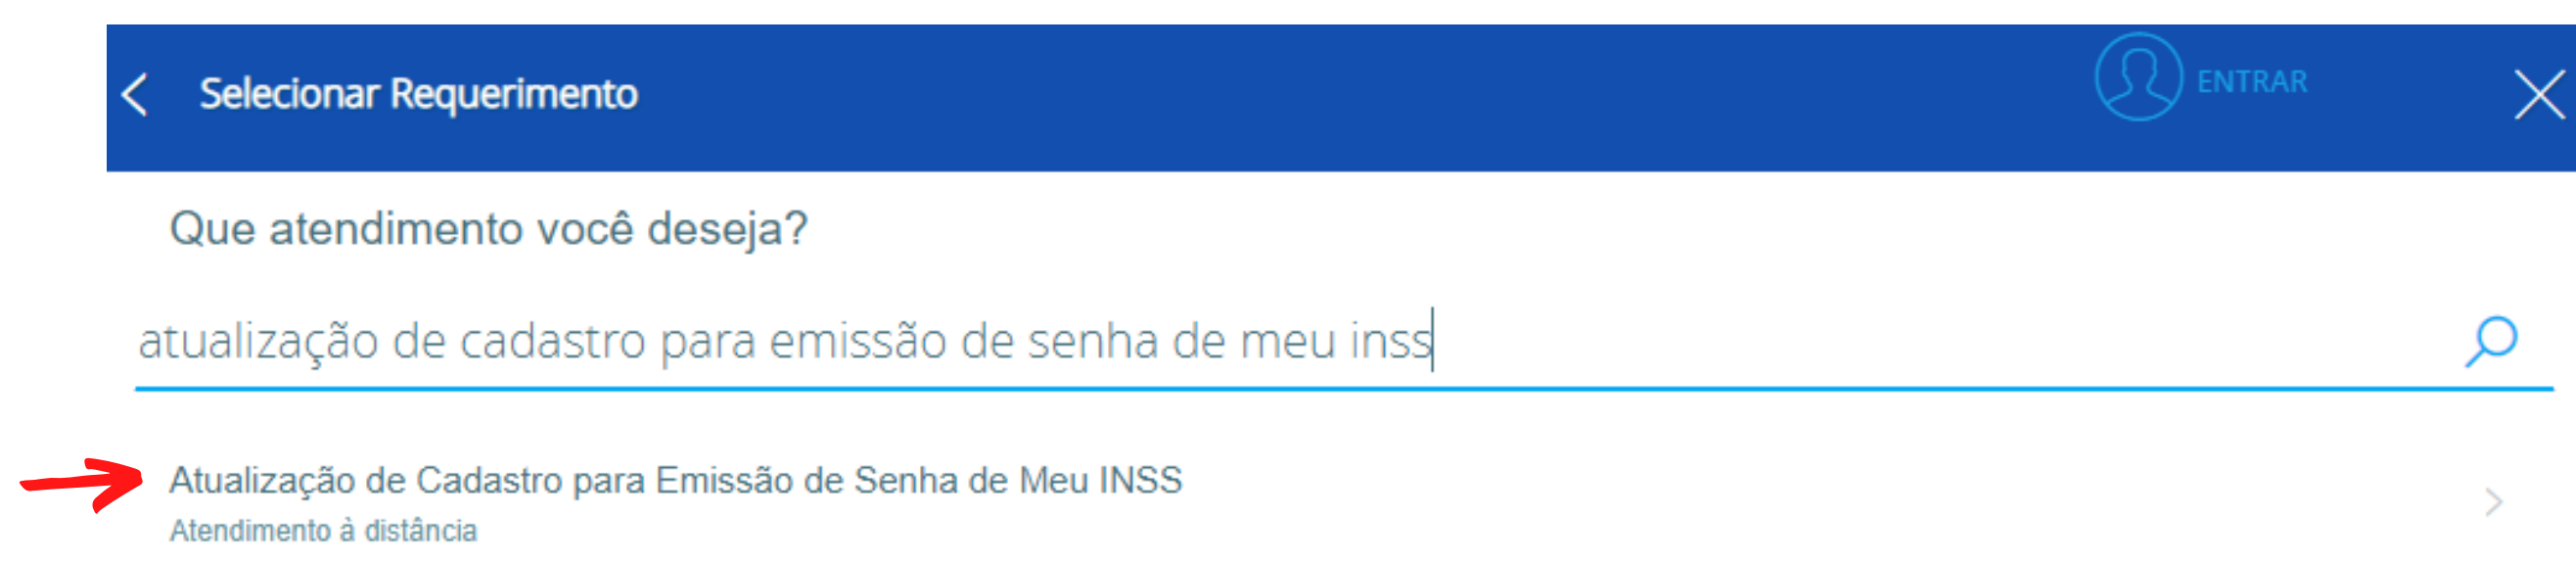 Selecionar Requerimento
ENTRAR
Que atendimento você deseja?
atualização de cadastro para emissão de senha de meu inss
Atualização de Cadastro para Emissão de Senha de Meu INSS
Atendimento à distância